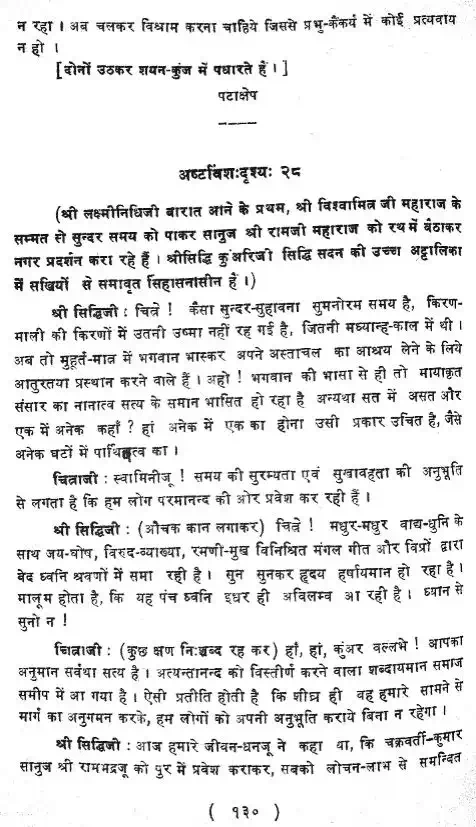 न रहा । अब चलकर विश्राम करना चाहिये जिससे प्रभु-कैंकर्य में कोई प्रत्यवाय
न हो ।
[दोनों उठकर शयन-कुंज में पधारते हैं ।]
पटाक्षेप
अष्टविंशःदृश्यः २८
(श्री लक्ष्मीनिधिजी बारात आने के प्रथम, श्री विश्वामित्र जी महाराज के
सम्मत से सुन्दर समय को पाकर सानुज श्री रामजी महाराज को रथ में बैठाकर
नगर प्रदर्शन करा रहे हैं । श्रीसिद्धि कुंअरिजी सिद्धि सदन की उच्चा अट्टालिका
में सखियों से समावृत सिंहासनासीन हैं ।)
श्री सिद्धिजी : चित्रे ! कैसा सुन्दर-सुहावना सुमनोरम समय है, किरण-
माली की किरणों में उतनी उष्मा नहीं रह गई है, जितनी मध्यान्ह-काल में थी ।
अब तो मुहूर्त-मात्र में भगवान भास्कर अपने अस्ताचल का आश्रय लेने के लिये
आतुरतया प्रस्थान करने वाले हैं । अहो ! भगवान की भासा से ही तो मायाकृत
संसार का नानात्व सत्य के समान भासित हो रहा है अन्यथा सत में असत और
एक में अनेक कहाँ ? हां अनेक में एक का होना उसी प्रकार उचित है, जैसे
अनेक घटों में पार्थिवत्व का ।
चित्राजी : स्वामिनीजू ! समय की सुरम्यता एवं सुखावहता की अनुभूति
से लगता है कि हम लोग परमानन्द की ओर प्रवेश कर रही हैं ।
श्री सिद्धिजी : (औचक कान लगाकर) चित्रे ! मधुर-मधुर वाद्य-धुनि के
साथ जय-घोष, विरुद-व्याख्या, रमणी-मुख विनिश्रित मंगल गीत और विप्रों द्वारा
बेद ध्वनि श्रवणों में समा रही है । सुन सुनकर हृदय हर्षायमान हो रहा है ।
मालूम होता है, कि यह पंच ध्वनि इधर ही अविलम्ब आ रही है । ध्यान से
सुनो न !
चित्राजी : (कुछ क्षण निःशब्द रह कर) हाँ, हां, कुंअर वल्लभे ! आपका
अनुमान सर्वथा सत्य है । अत्यन्तानन्द को विस्तीर्ण करने वाला शब्दायमान समाज
समीप में आ गया है । ऐसी प्रतीति होती है कि शीघ्र ही वह हमारे सामने से
मार्ग का अनुगमन करके, हम लोगों को अपनी अनुभूति कराये बिना न रहेगा ।
श्री सिद्धिजी : आज हमारे जीवन-धनजू ने कहा था, कि चक्रवर्ती-कुमार
सानुज श्री रामभद्रजू को पुर में प्रवेश कराकर, सबको लोचन-लाभ से समन्वित
( १३० )